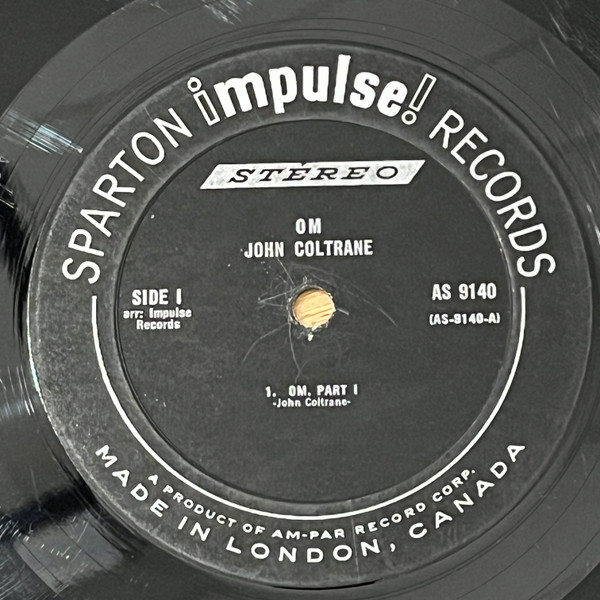 SPARTON impulse! RECORDS
STEREO
OM
JOHN COLTRANE
SIDE I
arr: Impulse
Records
AS 9140
(AS-9140-A)
1. OM, PART I
-John Coltrane-
A PRODUCT OF AM-PAR RECORD CORP.
MADE IN LONDON, CANADA